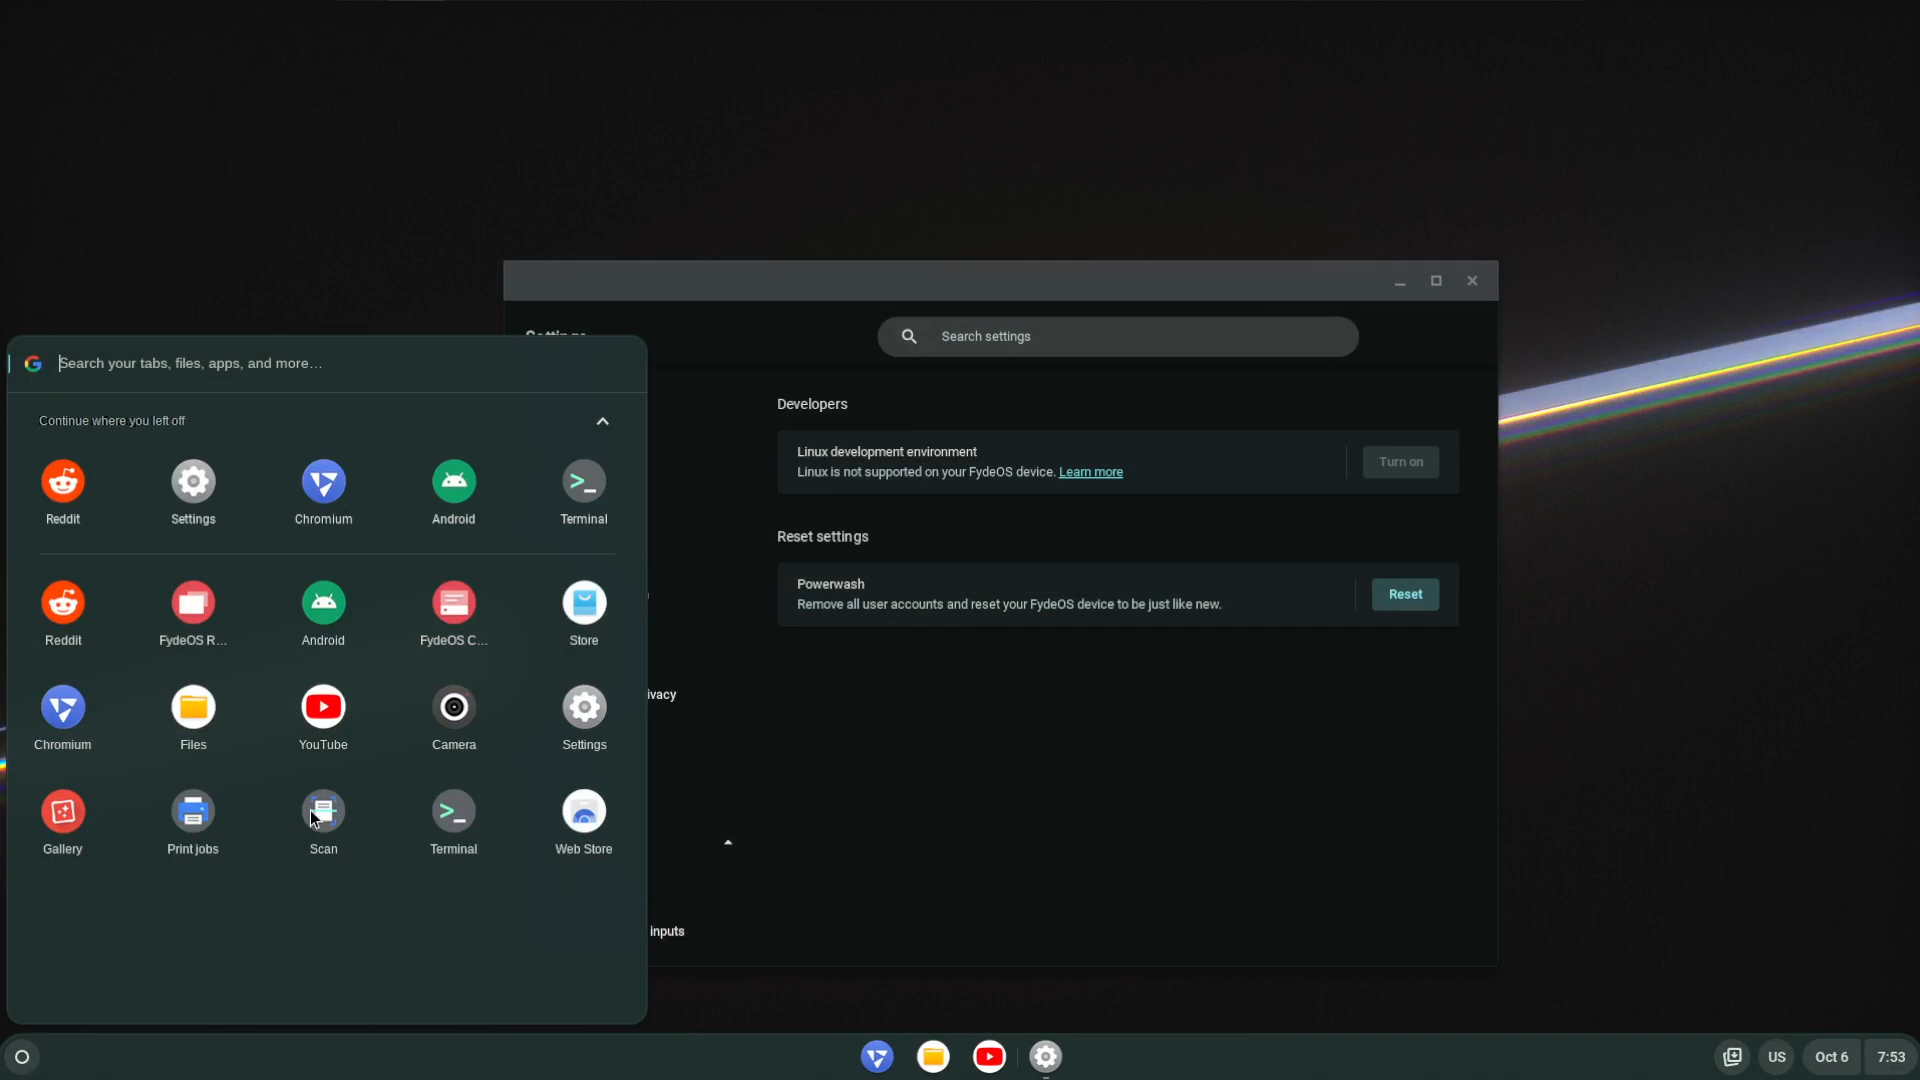 Settings
Search settings
Search your tabs, files, apps, and more…
Continue where you left off
Reddit
Settings
Chromium
Android
Terminal
Reddit
FydeOS R…
Android
FydeOS C…
Store
Chromium
Files
YouTube
Camera
Settings
Gallery
Print jobs
Scan
Terminal
Web Store
Developers
Linux development environment
Linux is not supported on your FydeOS device. Learn more
Turn on
Reset settings
Powerwash
Remove all user accounts and reset your FydeOS device to be just like new.
Reset
ivacy
inputs
US
Oct 6
7:53